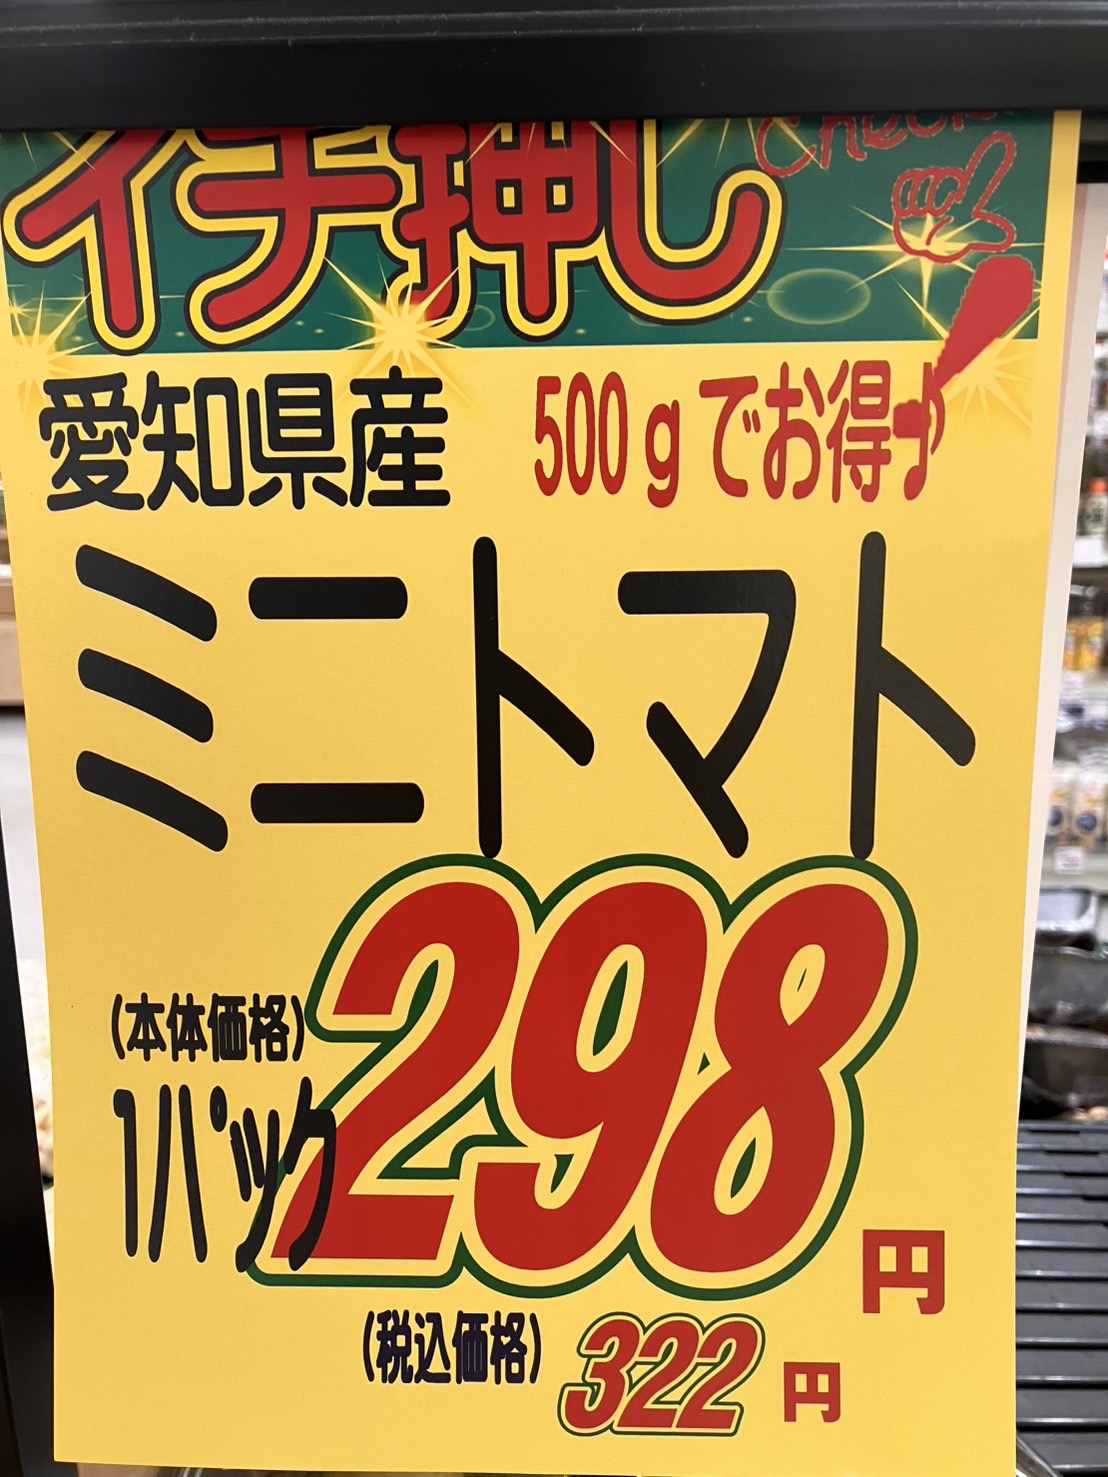 イチ押し
Check
愛知県産 500gでお得♪
ミニトマト
(本体価格)
1パック 298円
(税込価格) 322円